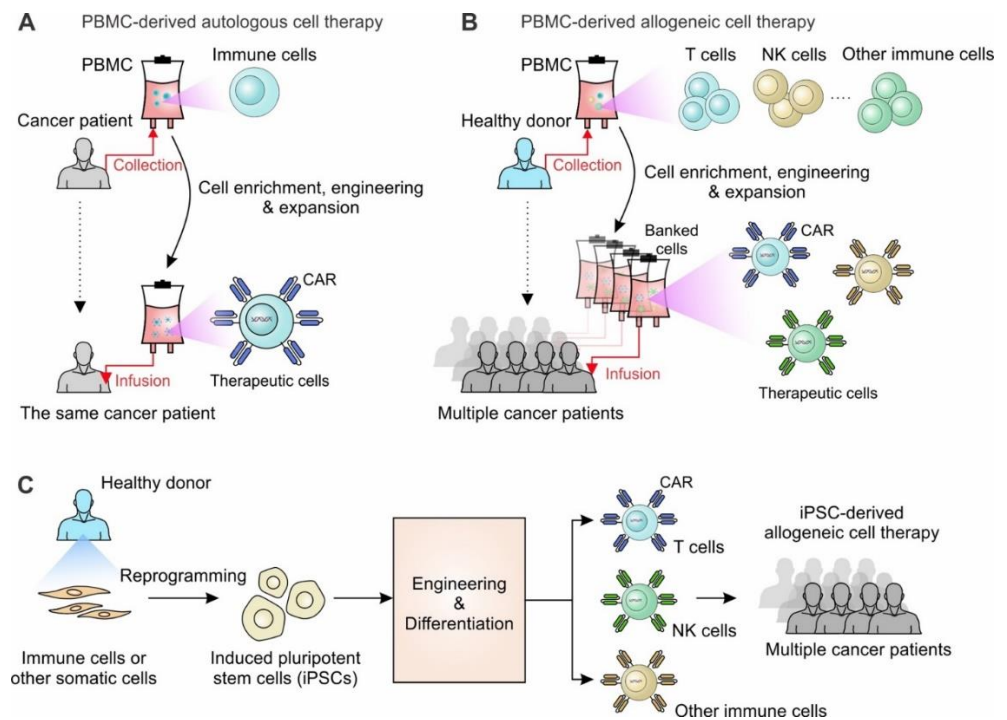 A
PBMC-derived autologous cell therapy
PBMC
Immune cells
Cancer patient
Collection
Cell enrichment, engineering
& expansion
CAR
Infusion
Therapeutic cells
The same cancer patient
B
PBMC-derived allogeneic cell therapy
PBMC
T cells
NK cells
Other immune cells
Healthy donor
Collection
Cell enrichment, engineering
& expansion
Banked
cells
CAR
Infusion
Therapeutic cells
Multiple cancer patients
C
Healthy donor
Reprogramming
Immune cells or
other somatic cells
Induced pluripotent
stem cells (iPSCs)
Engineering
&
Differentiation
CAR
T cells
NK cells
Other immune cells
iPSC-derived
allogeneic cell therapy
Multiple cancer patients